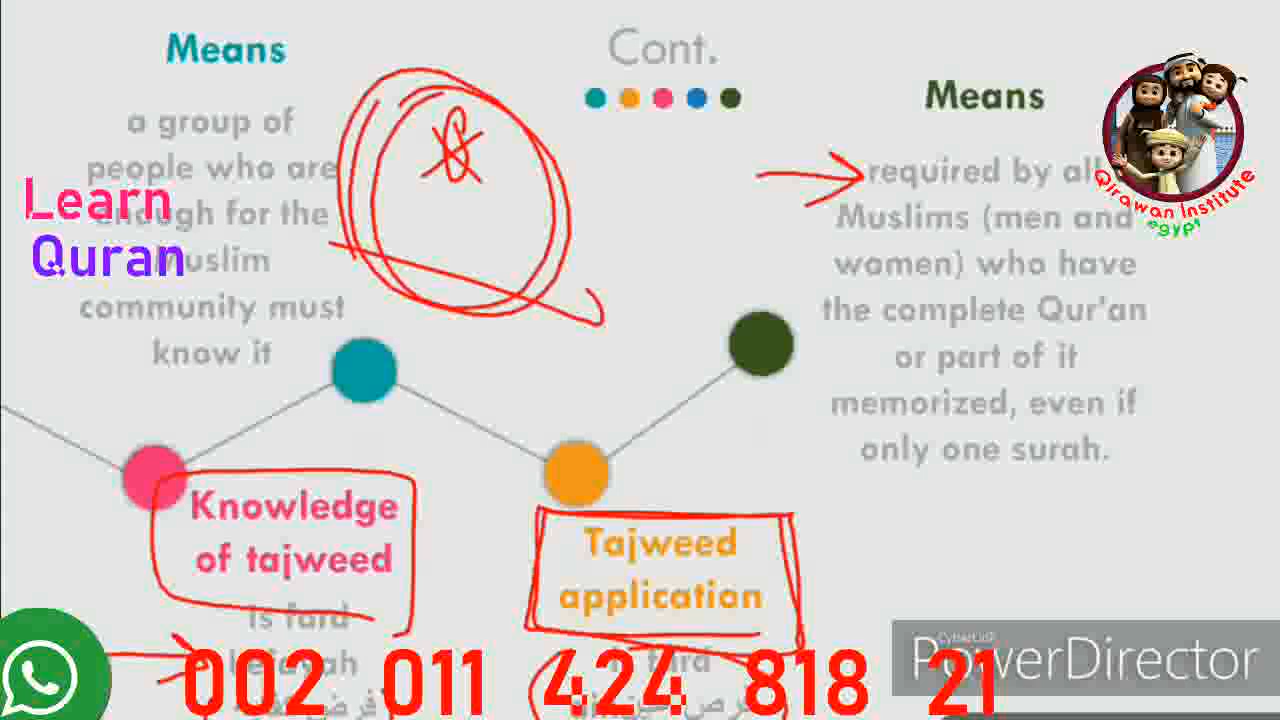 Means
a group of
people who are
enough for the
Muslim
community must
know it
Learn
Quran
Cont.
Means
required by all
Muslims (men and
women) who have
the complete Qur'an
or part of it
memorized, even if
only one surah.
Qirawan Institute
egypt
Knowledge
of tajweed
is fard
Tajweed
application
fard
فرض
CyberLink
PowerDirector
002 011 424 818 21